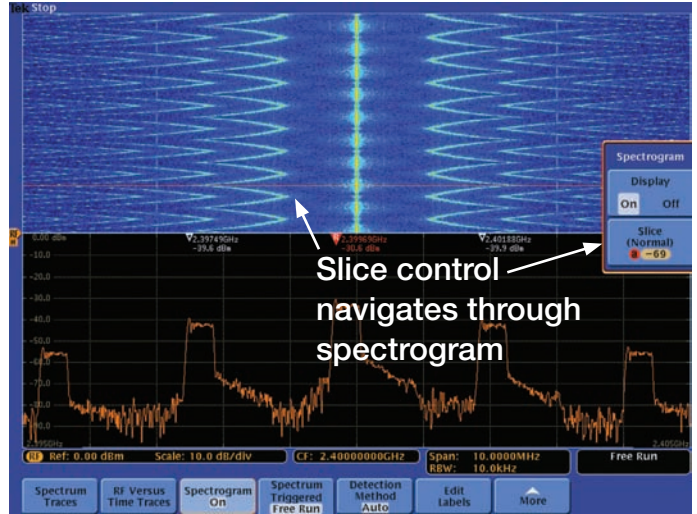 Tek Stop
Spectrogram
Display
On Off
Slice
(Normal)
a -69
0.00 dBm
2.39749GHz
-39.6 dBm
2.39969GHz
-30.6 dBm
2.40188GHz
-39.9 dBm
-10.0
-20.0
-30.0
-40.0
-50.0
-60.0
-70.0
-80.0
-90.0
Slice control
navigates through
spectrogram
2.395GHz
2.405GHz
RF Ref: 0.00 dBm Scale: 10.0 dB/div
CF: 2.40000000GHz
Span: 10.0000MHz
RBW: 10.0kHz
Free Run
Spectrum
Traces
RF Versus
Time Traces
Spectrogram
On
Spectrum
Triggered
Free Run
Detection
Method
Auto
Edit
Labels
More